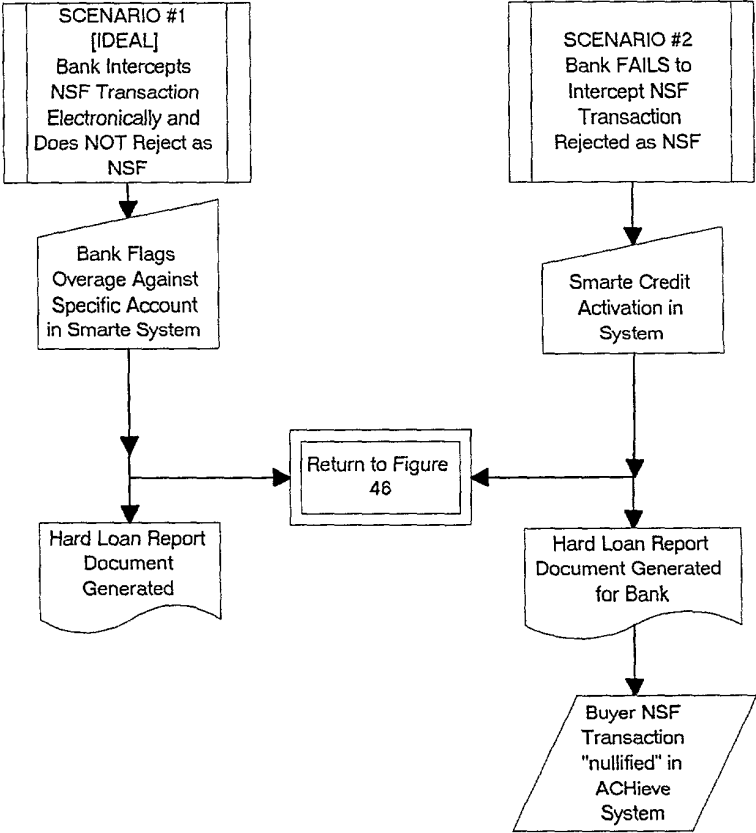 SCENARIO #1
[IDEAL]
Bank Intercepts
NSF Transaction
Electronically and
Does NOT Reject as
NSF
SCENARIO #2
Bank FAILS to
Intercept NSF
Transaction
Rejected as NSF
Bank Flags
Overage Against
Specific Account
in Smarte System
Smarte Credit
Activation in
System
Return to Figure
46
Hard Loan Report
Document
Generated
Hard Loan Report
Document Generated
for Bank
Buyer NSF
Transaction
"nullified" in
ACHieve
System